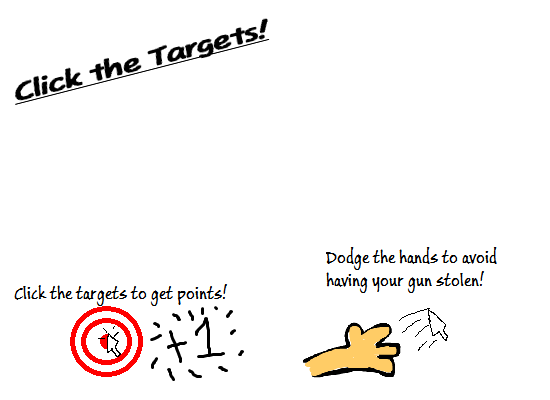 Click the Targets!
Dodge the hands to avoid
having your gun stolen!
Click the targets to get points!
+1